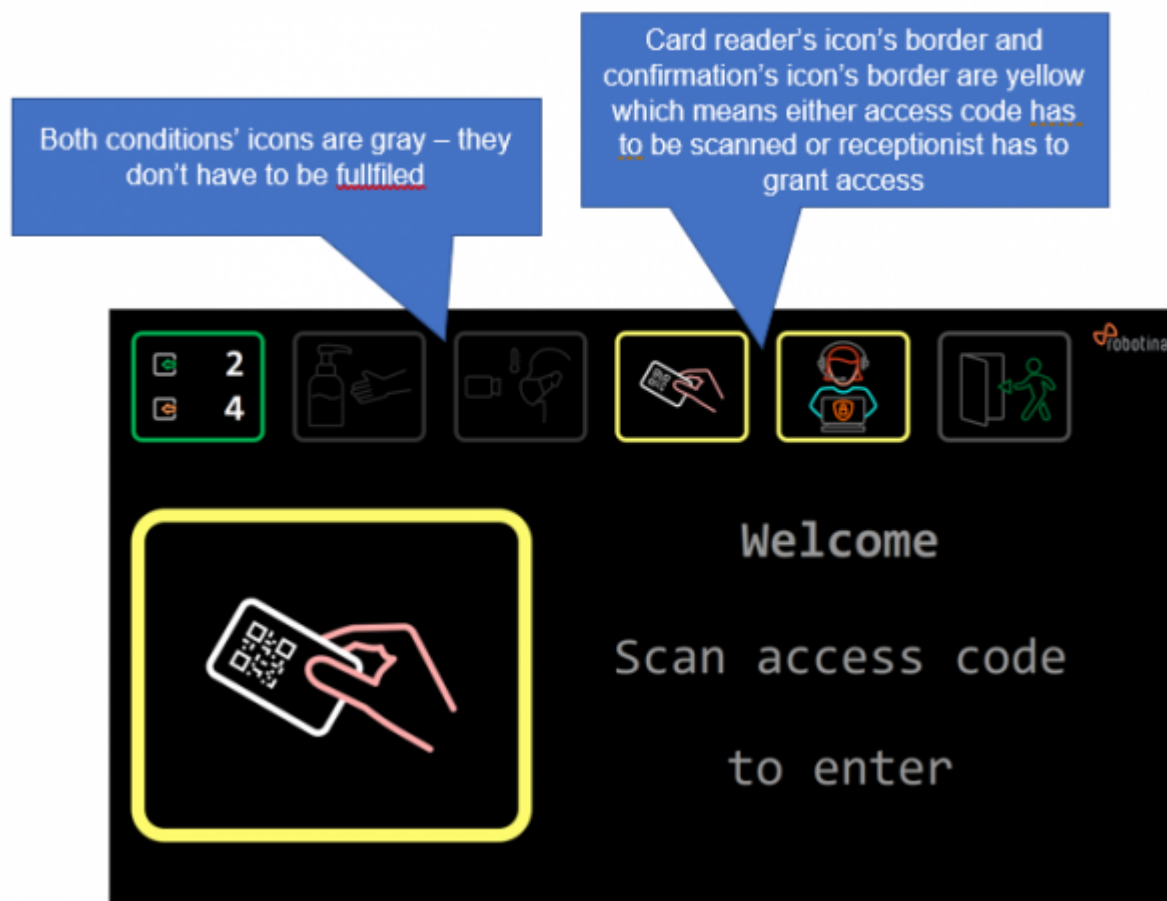 Both conditions’ icons are gray – they
don’t have to be fullfiled
Card reader’s icon’s border and
confirmation’s icon’s border are yellow
which means either access code has
to be scanned or receptionist has to
grant access
2
4
robotina
Welcome
Scan access code
to enter